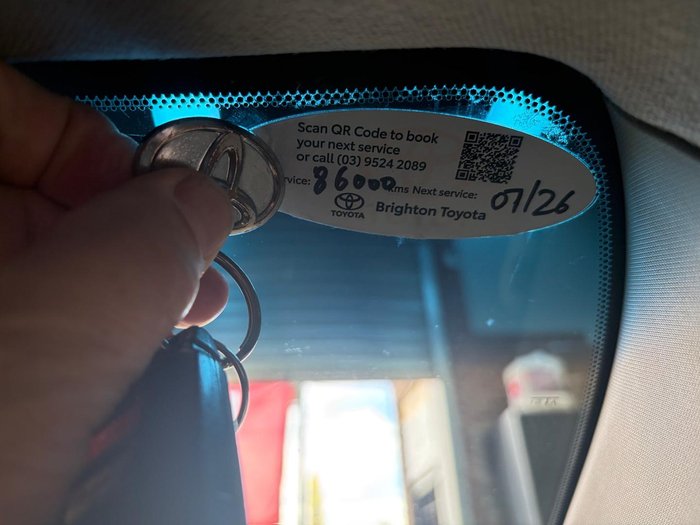 Scan QR Code to book
your next service
or call (03) 9524 2089
rvice: 86000 kms Next service: 07/26
TOYOTA Brighton Toyota